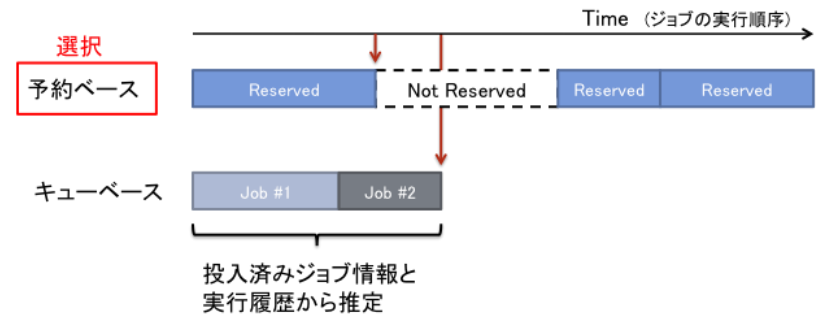 Time （ジョブの実行順序）
選択
予約ベース
Reserved
Not Reserved
Reserved
Reserved
キューベース
Job #1
Job #2
投入済みジョブ情報と
実行履歴から推定